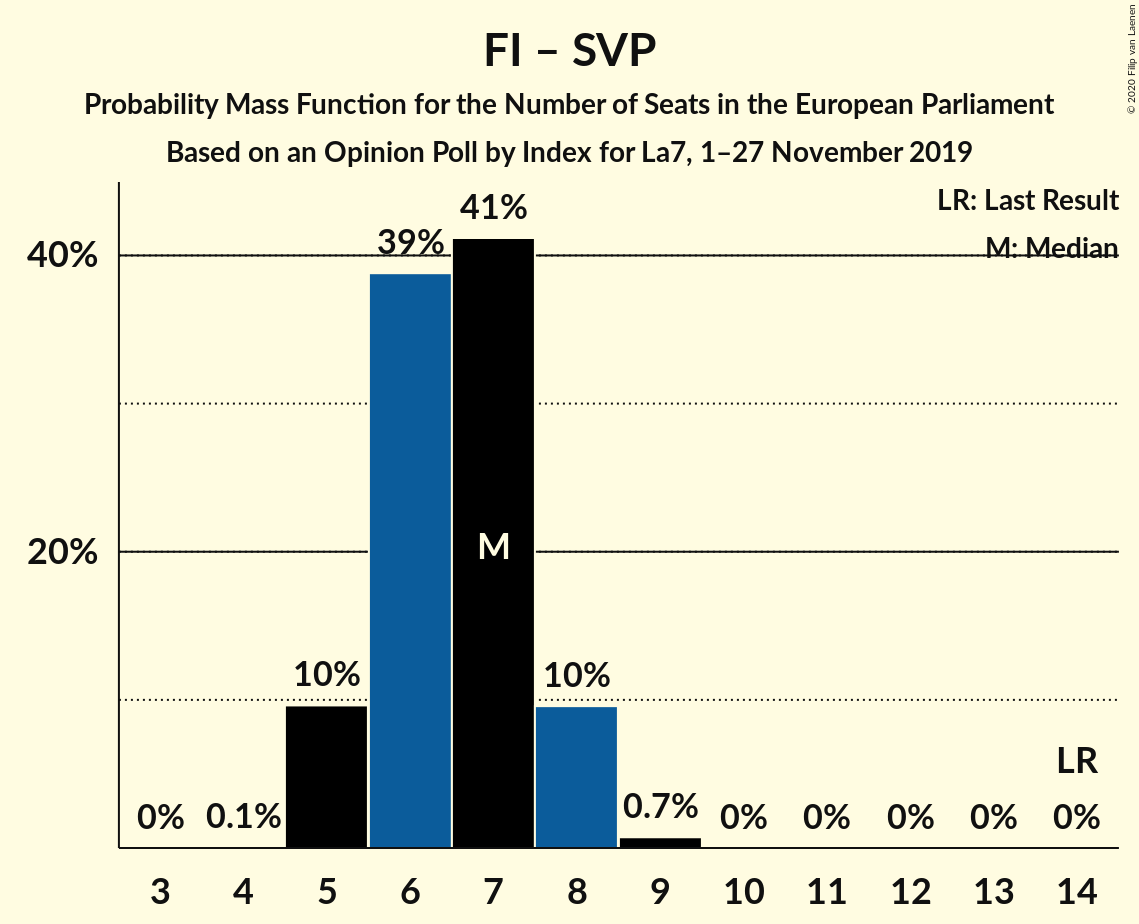 FI – SVP
Probability Mass Function for the Number of Seats in the European Parliament
Based on an Opinion Poll by Index for La7, 1–27 November 2019
© 2020 Filip van Laenen
LR: Last Result
M: Median
40%
20%
0%
0.1%
10%
39%
41%
M
10%
0.7%
0%
0%
0%
0%
LR
0%
3 4 5 6 7 8 9 10 11 12 13 14